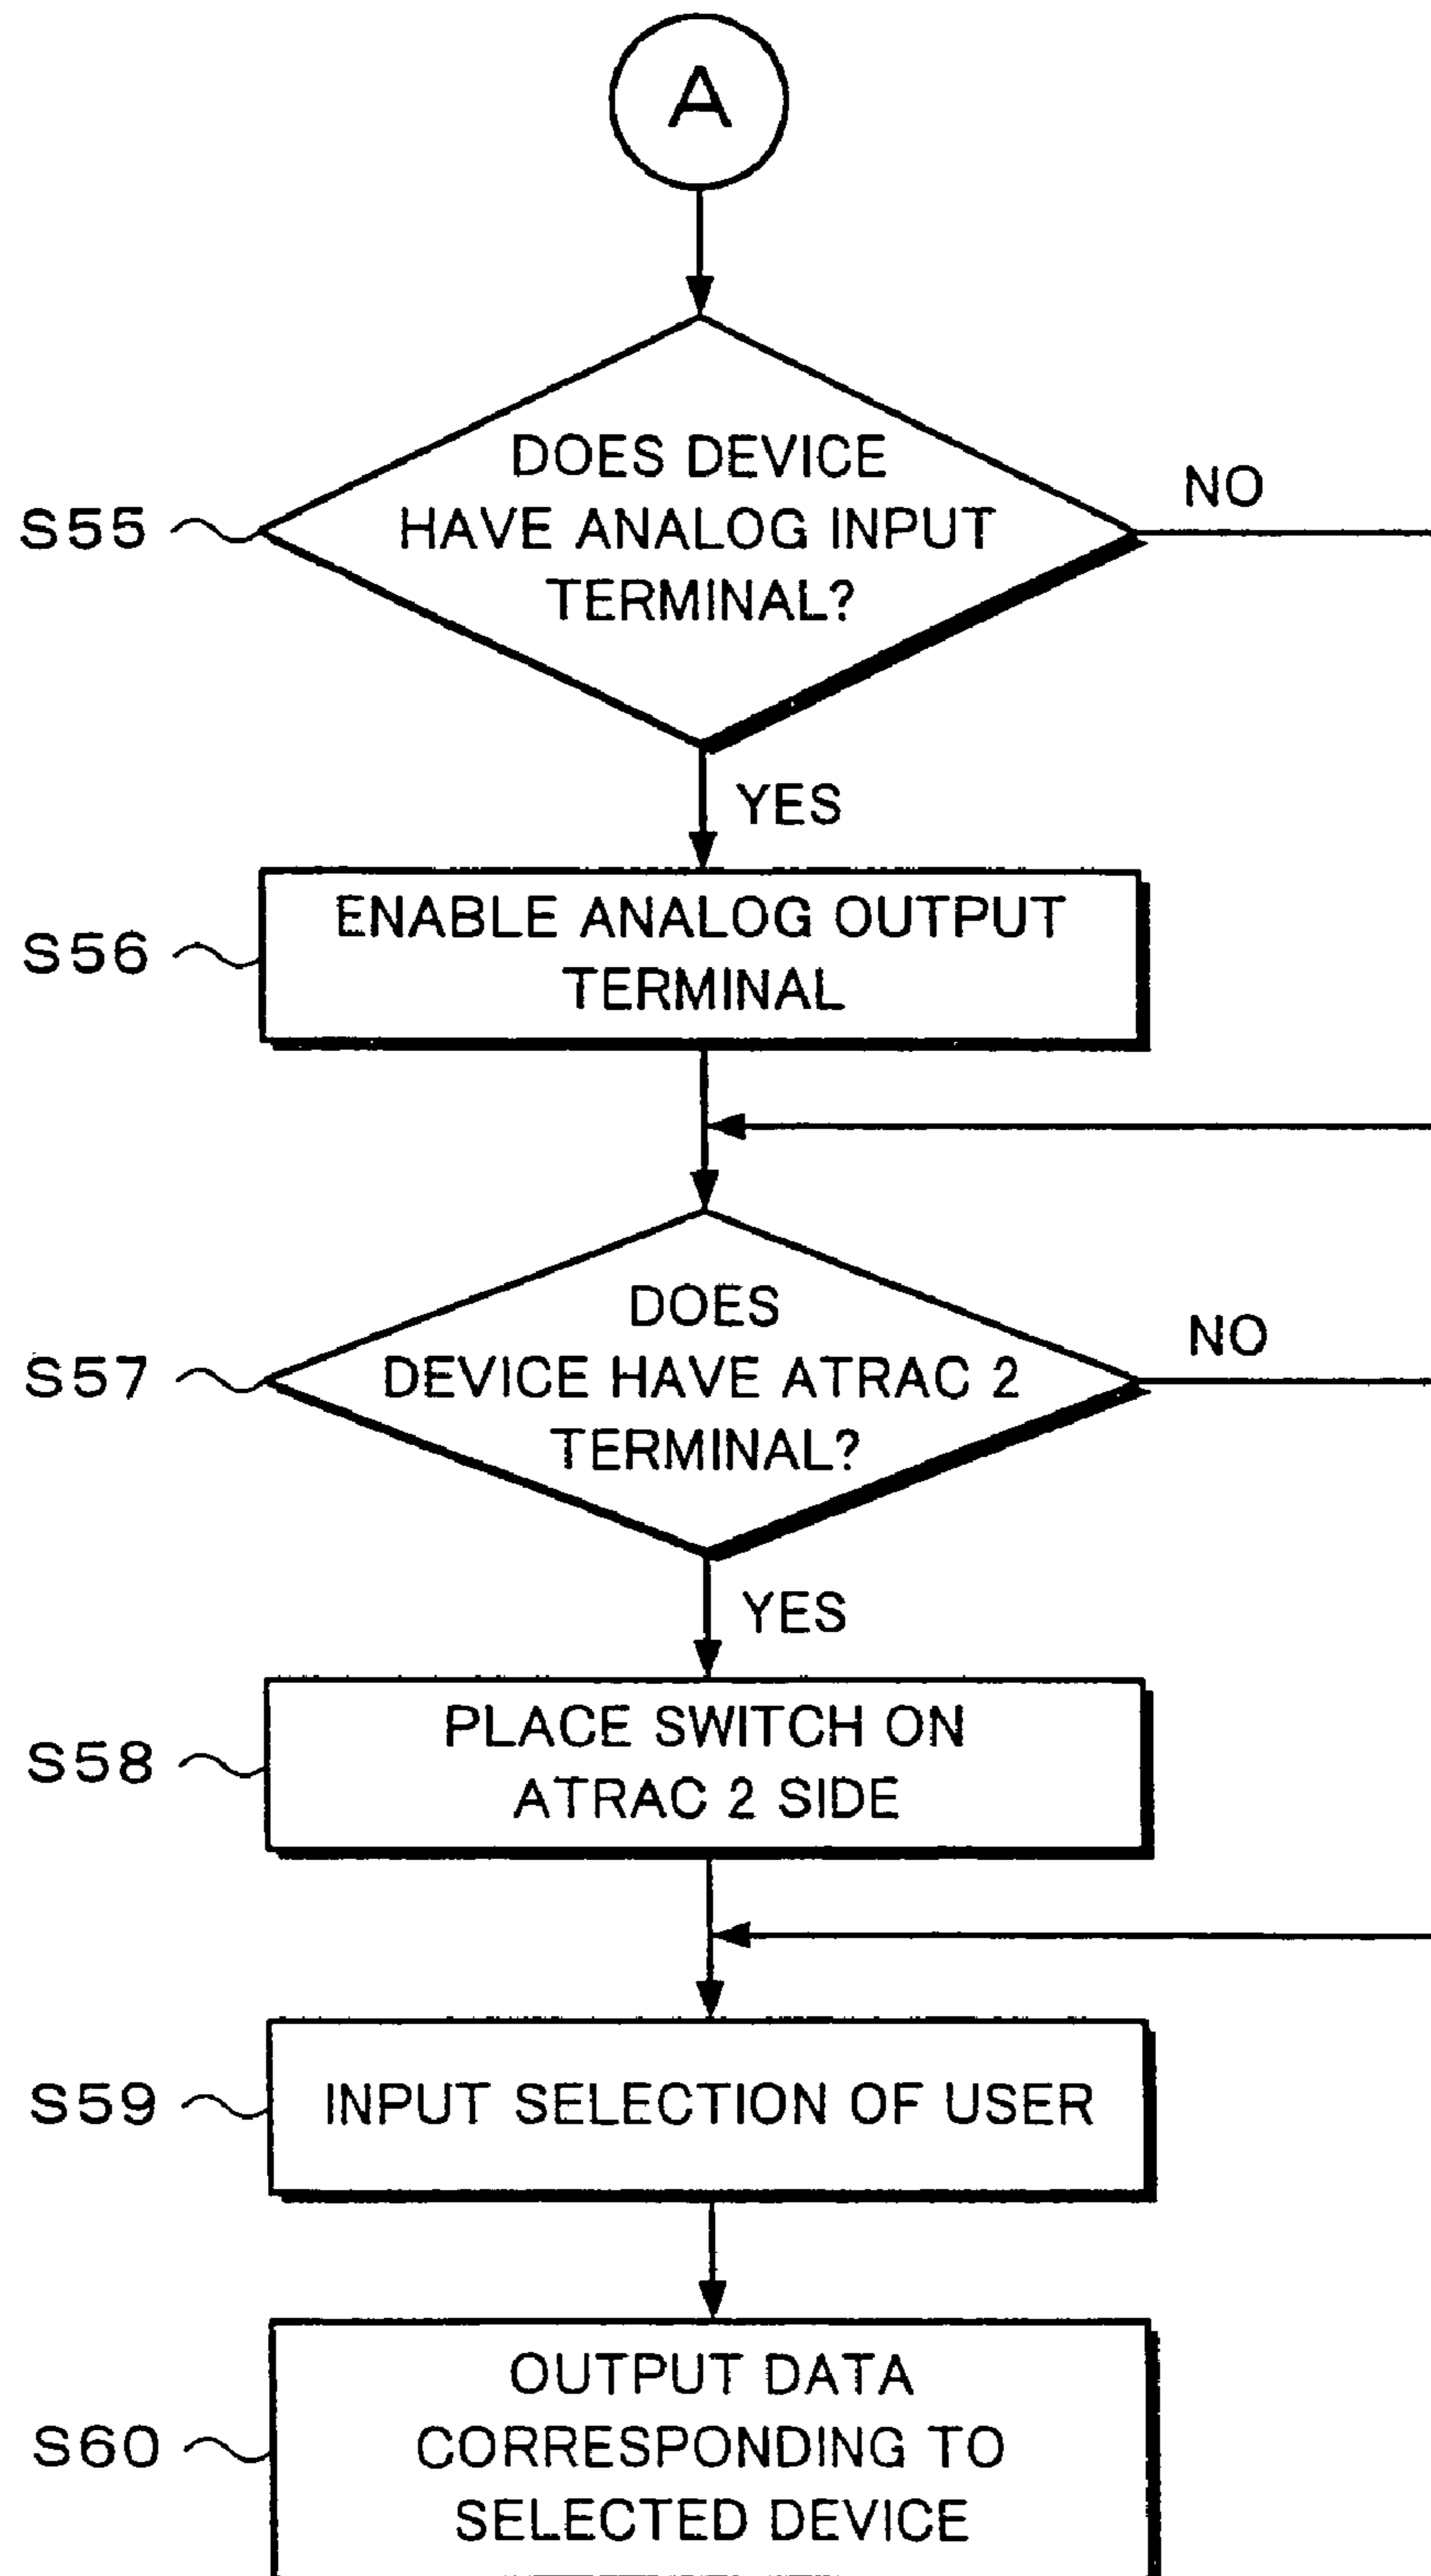 A
DOES DEVICE
HAVE ANALOG INPUT
TERMINAL?
NO
S55
YES
ENABLE ANALOG OUTPUT
TERMINAL
S56
DOES
DEVICE HAVE ATRAC 2
TERMINAL?
NO
S57
YES
PLACE SWITCH ON
ATRAC 2 SIDE
S58
S59
INPUT SELECTION OF USER
OUTPUT DATA
CORRESPONDING TO
SELECTED DEVICE
S60